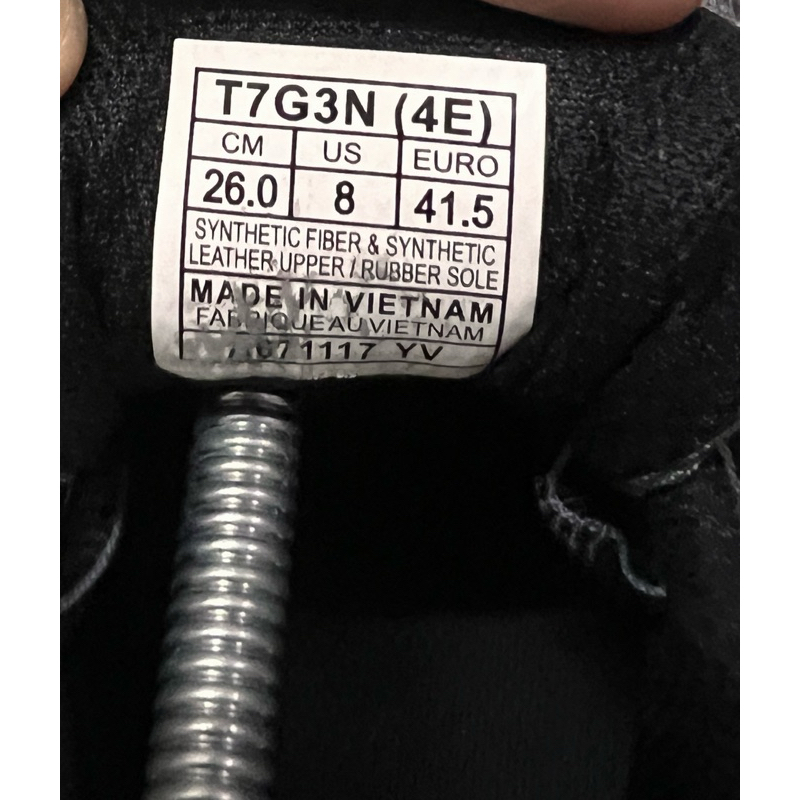 T7G3N (4E)
CM US EURO
26.0 8 41.5
SYNTHETIC FIBER & SYNTHETIC
LEATHER UPPER / RUBBER SOLE
MADE IN VIETNAM
FABRIQUE AU VIETNAM
1117 YV